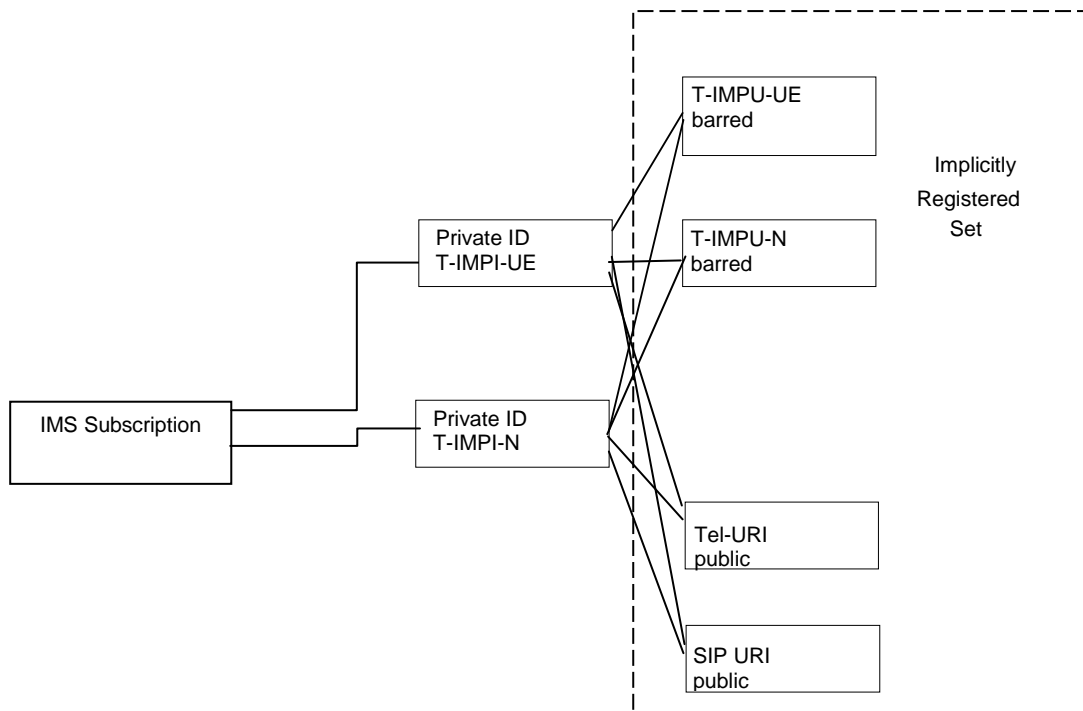 T-IMPU-UE
barred
Implicitly
Registered
Set
Private ID
T-IMPI-UE
T-IMPU-N
barred
IMS Subscription
Private ID
T-IMPI-N
Tel-URI
public
SIP URI
public